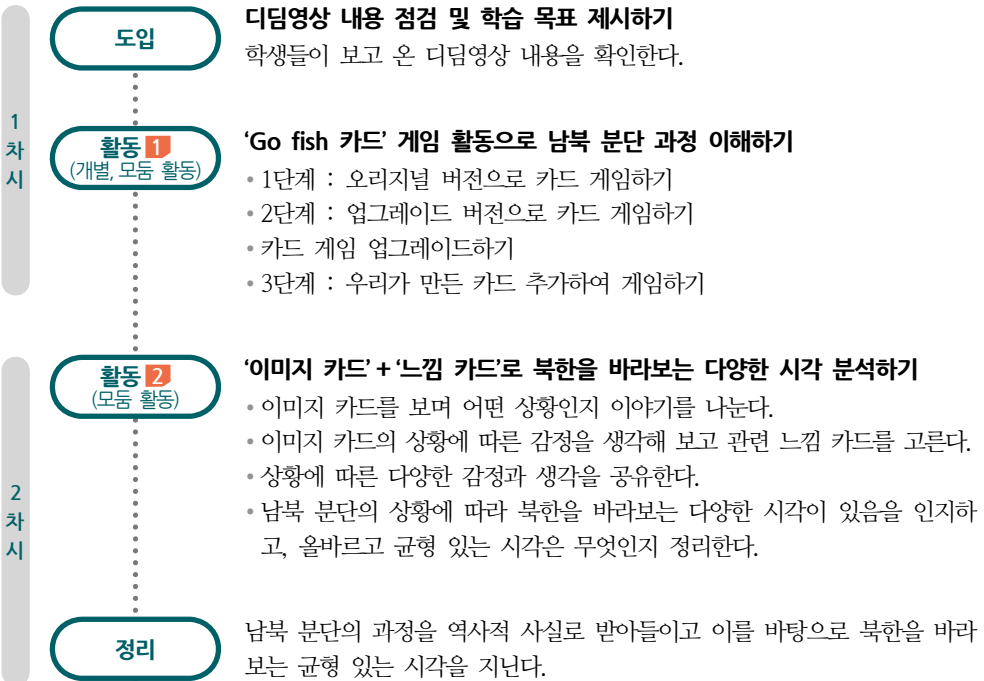 도입
디딤영상 내용 점검 및 학습 목표 제시하기
학생들이 보고 온 디딤영상 내용을 확인한다.
1
차
시
활동 1
(개별, 모둠 활동)
‘Go fish 카드’ 게임 활동으로 남북 분단 과정 이해하기
• 1단계 : 오리지널 버전으로 카드 게임하기
• 2단계 : 업그레이드 버전으로 카드 게임하기
• 카드 게임 업그레이드하기
• 3단계 : 우리가 만든 카드 추가하여 게임하기
2
차
시
활동 2
(모둠 활동)
‘이미지 카드’ + ‘느낌 카드’로 북한을 바라보는 다양한 시각 분석하기
• 이미지 카드를 보며 어떤 상황인지 이야기를 나눈다.
• 이미지 카드의 상황에 따른 감정을 생각해 보고 관련 느낌 카드를 고른다.
• 상황에 따른 다양한 감정과 생각을 공유한다.
• 남북 분단의 상황에 따라 북한을 바라보는 다양한 시각이 있음을 인지하
고, 올바르고 균형 있는 시각은 무엇인지 정리한다.
정리
남북 분단의 과정을 역사적 사실로 받아들이고 이를 바탕으로 북한을 바라
보는 균형 있는 시각을 지닌다.